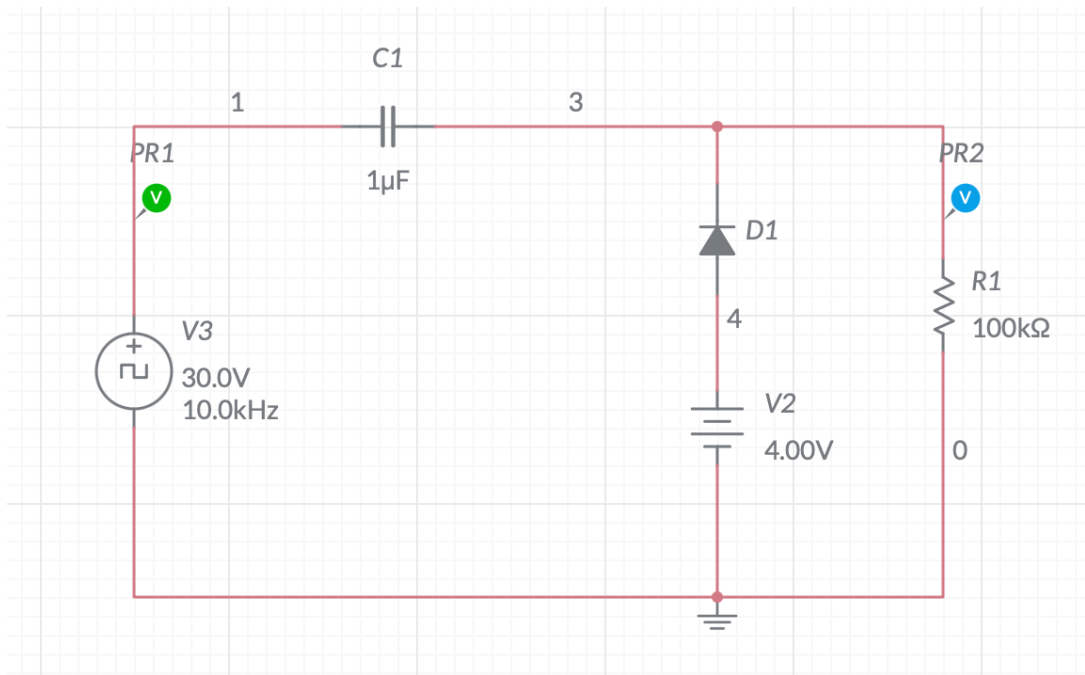 C1
1
3
PR1
PR2
V
V
1μF
D1
R1
4
V3
100kΩ
+
30.0V
10.0kHz
V2
4.00V
0